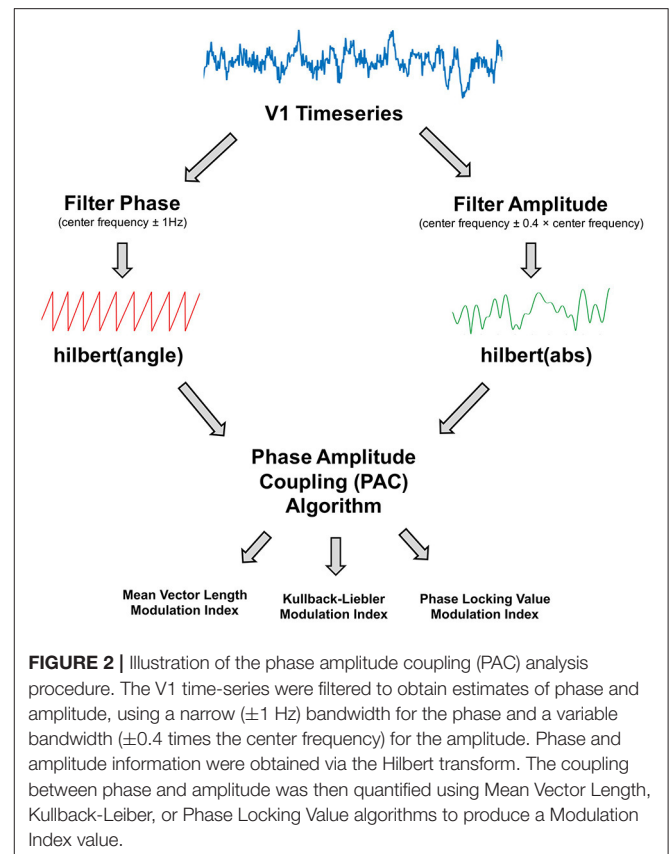 V1 Timeseries
Filter Phase
(center frequency ± 1Hz)
Filter Amplitude
(center frequency ± 0.4 × center frequency)
hilbert(angle)
hilbert(abs)
Phase Amplitude
Coupling (PAC)
Algorithm
Mean Vector Length
Modulation Index
Kullback-Liebler
Modulation Index
Phase Locking Value
Modulation Index
FIGURE 2 | Illustration of the phase amplitude coupling (PAC) analysis
procedure. The V1 time-series were filtered to obtain estimates of phase and
amplitude, using a narrow (±1 Hz) bandwidth for the phase and a variable
bandwidth (±0.4 times the center frequency) for the amplitude. Phase and
amplitude information were obtained via the Hilbert transform. The coupling
between phase and amplitude was then quantified using Mean Vector Length,
Kullback-Leiber, or Phase Locking Value algorithms to produce a Modulation
Index value.